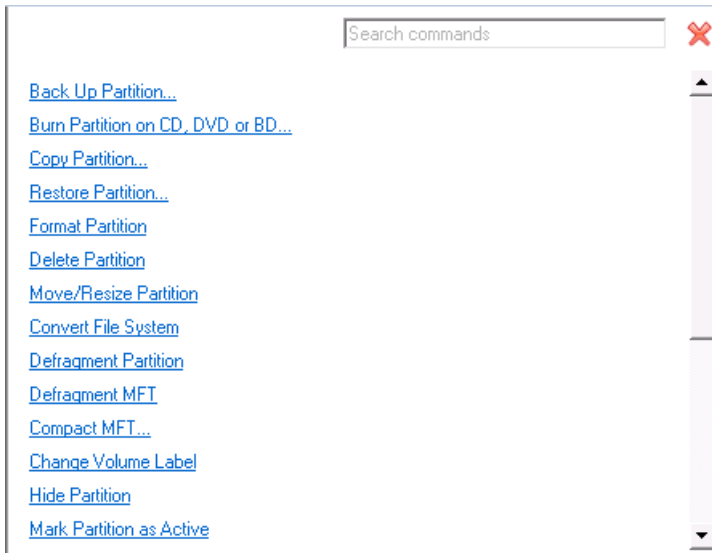 Search commands
Back Up Partition...
Burn Partition on CD, DVD or BD...
Copy Partition...
Restore Partition...
Format Partition
Delete Partition
Move/Resize Partition
Convert File System
Defragment Partition
Defragment MFT
Compact MFT...
Change Volume Label
Hide Partition
Mark Partition as Active